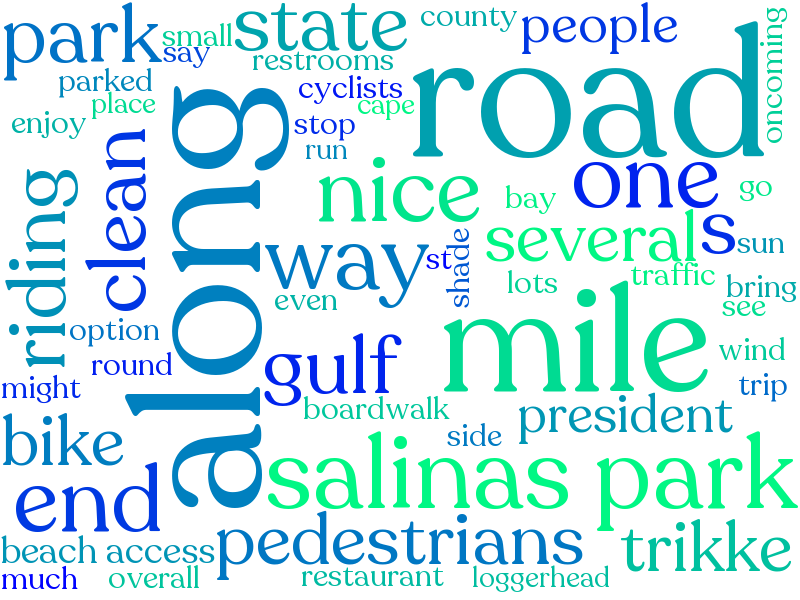 park
small
say
state
county
people
oncoming
restrooms
parked
place
cyclists
cape
road
enjoy
stop
run
along
clean
nice
one
bay
go
riding
way
st
shade
several
s
sun
even
lots
traffic
bring
see
option
round
gulf
mile
wind
might
trip
boardwalk
president
bike
side
end
salinas park
pedestrians
trikke
beach access
much
overall
restaurant
loggerhead